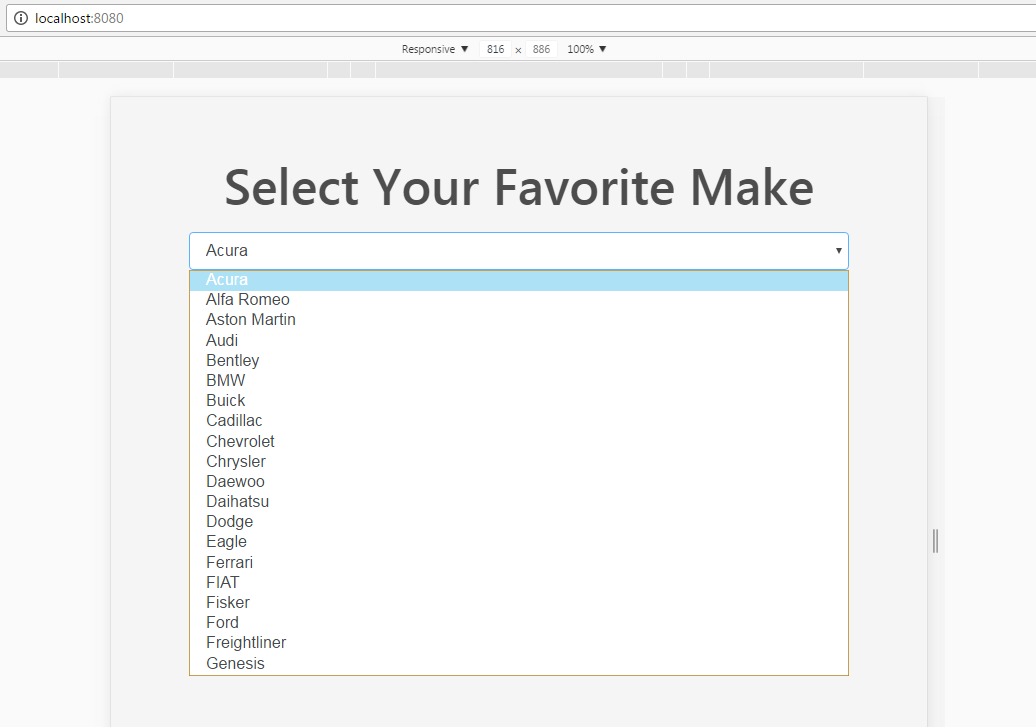 localhost:8080
Responsive ▼ 816 × 886 100% ▼
Select Your Favorite Make
Acura
Acura
Alfa Romeo
Aston Martin
Audi
Bentley
BMW
Buick
Cadillac
Chevrolet
Chrysler
Daewoo
Daihatsu
Dodge
Eagle
Ferrari
FIAT
Fisker
Ford
Freightliner
Genesis